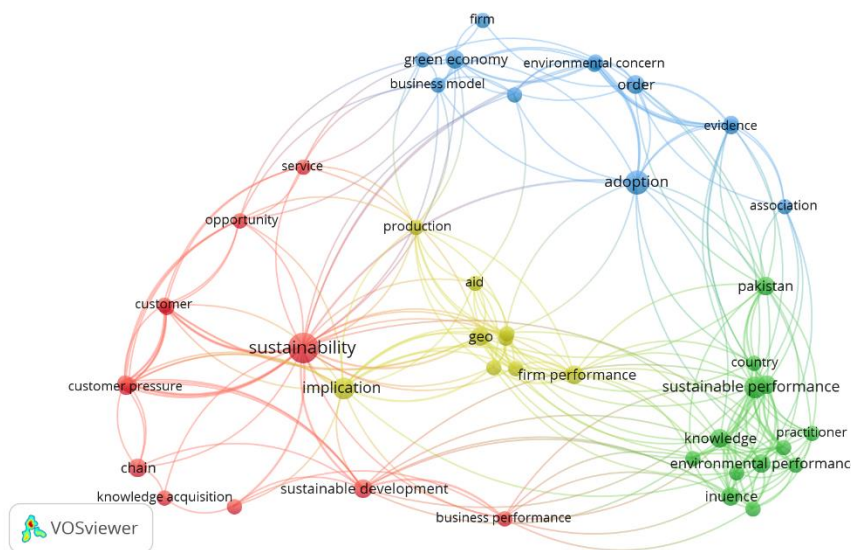 firm
green economy
environmental concern
business model
order
evidence
service
adoption
opportunity
association
production
aid
pakistan
customer
geo
sustainability
country
firm performance
customer pressure
implication
sustainable performance
knowledge
practitioner
chain
environmental performanc
sustainable development
knowledge acquisition
inuence
business performance
VOSviewer